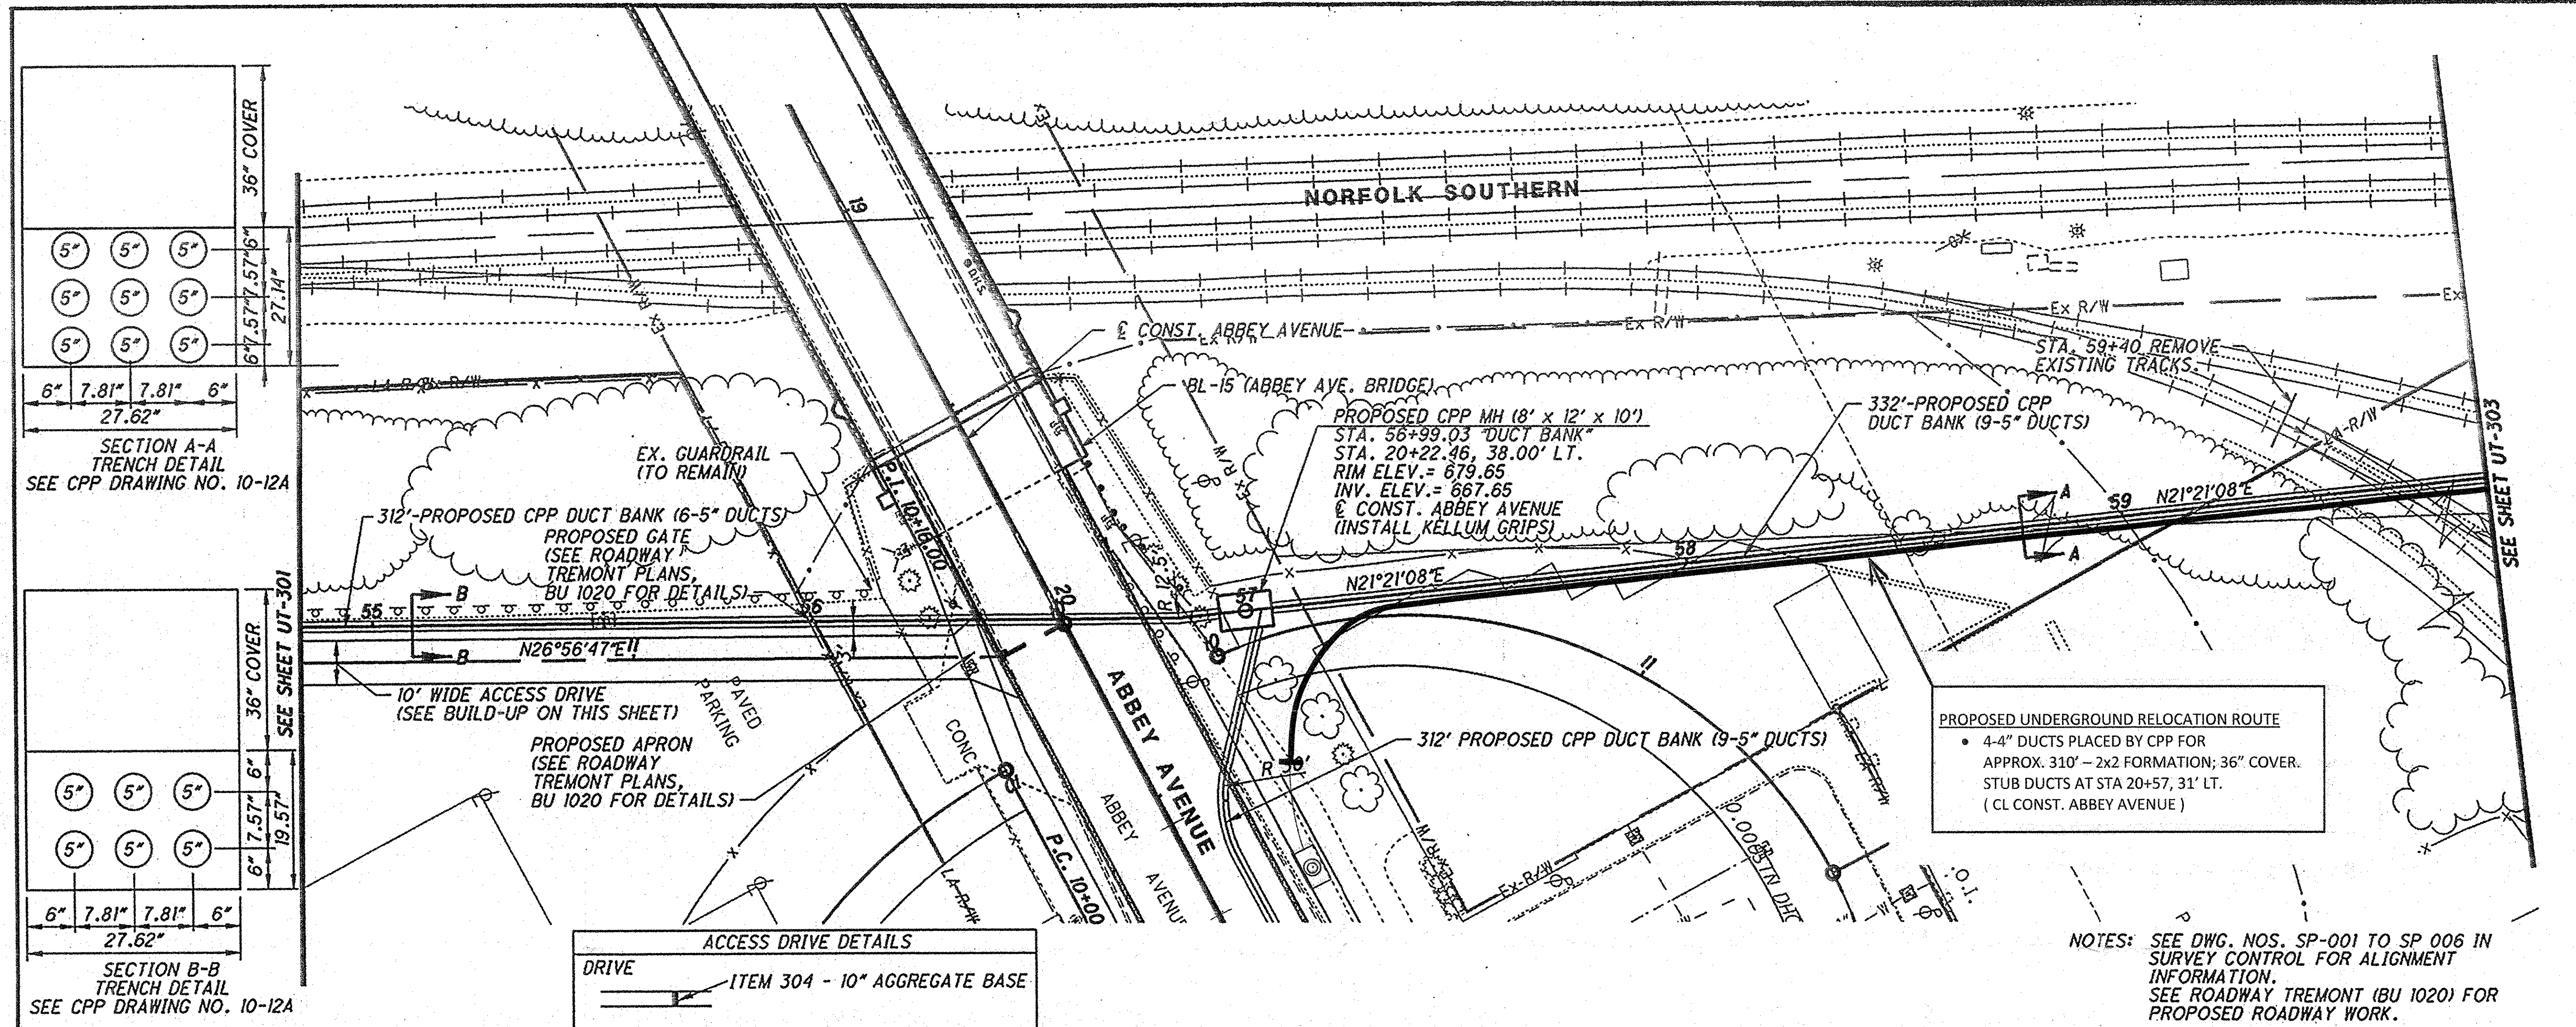 36" COVER
5" 5" 5"
5" 5" 5"
5" 5" 5"
6" 7.57" 7.57" 6"
27.14"
6" 7.81" 7.81" 6"
27.62"
SECTION A-A
TRENCH DETAIL
SEE CPP DRAWING NO. 10-12A
36" COVER
5" 5" 5"
5" 5" 5"
6" 7.57" 6"
19.57"
6" 7.81" 7.81" 6"
27.62"
SECTION B-B
TRENCH DETAIL
SEE CPP DRAWING NO. 10-12A
SEE SHEET UT-301
NORFOLK SOUTHERN
19
EX R/W
℄ CONST. ABBEY AVENUE
Ex R/W
Ex R/W
Ex
STA. 59+40 REMOVE
EXISTING TRACKS.
BL-15 (ABBEY AVE. BRIDGE)
PROPOSED CPP MH (8' x 12' x 10')
STA. 56+99.03 "DUCT BANK"
STA. 20+22.46, 38.00' LT.
RIM ELEV.= 679.65
INV. ELEV.= 667.65
℄ CONST. ABBEY AVENUE
(INSTALL KELLUM GRIPS)
332'-PROPOSED CPP
DUCT BANK (9-5" DUCTS)
EX. GUARDRAIL
(TO REMAIN)
P.I. 10+16.00
312'-PROPOSED CPP DUCT BANK (6-5" DUCTS)
PROPOSED GATE
(SEE ROADWAY
TREMONT PLANS,
BU 1020 FOR DETAILS)
55
56
57
58
59
20
B
B
A
A
N26°56'47"E
N21°21'08"E
N21°21'08"E
SEE SHEET UT-303
10' WIDE ACCESS DRIVE
(SEE BUILD-UP ON THIS SHEET)
PAVED
PARKING
CONC
PROPOSED APRON
(SEE ROADWAY
TREMONT PLANS,
BU 1020 FOR DETAILS)
ABBEY AVENUE
ABBEY
P.C. 10+00
LA R/W
11
312' PROPOSED CPP DUCT BANK (9-5" DUCTS)
Ex R/W
PROPOSED UNDERGROUND RELOCATION ROUTE
• 4-4" DUCTS PLACED BY CPP FOR
APPROX. 310' – 2x2 FORMATION; 36" COVER.
STUB DUCTS AT STA 20+57, 31' LT.
( CL CONST. ABBEY AVENUE )
ACCESS DRIVE DETAILS
DRIVE
ITEM 304 - 10" AGGREGATE BASE
NOTES: SEE DWG. NOS. SP-001 TO SP 006 IN
SURVEY CONTROL FOR ALIGNMENT
INFORMATION.
SEE ROADWAY TREMONT (BU 1020) FOR
PROPOSED ROADWAY WORK.